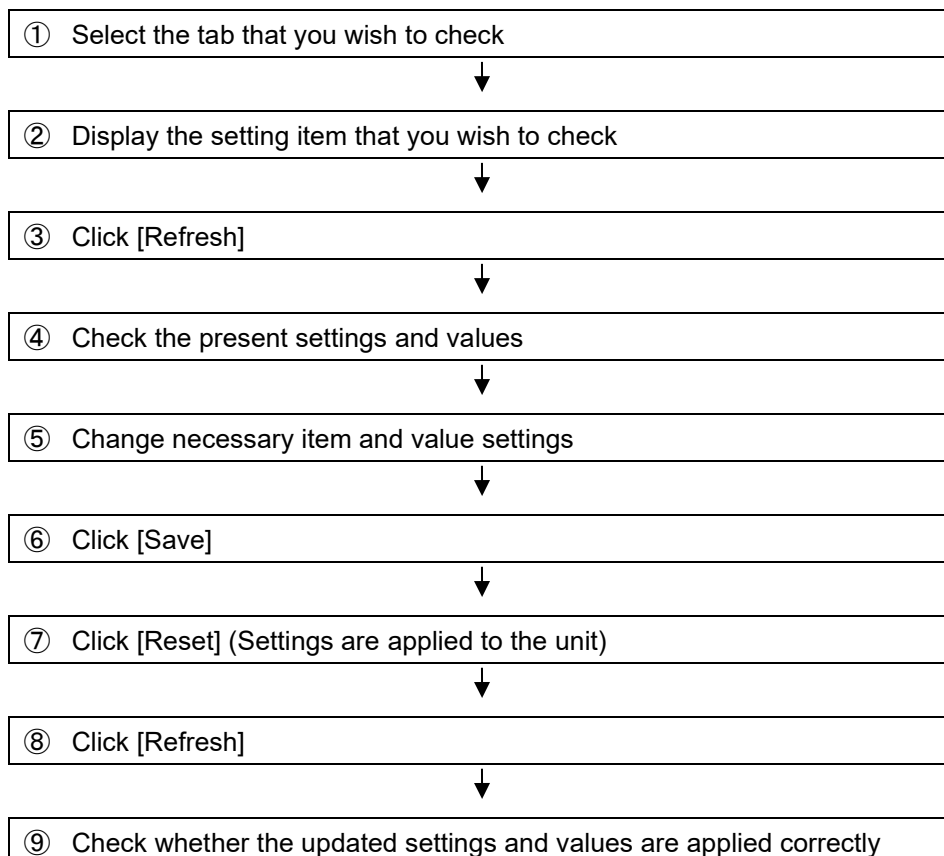 ① Select the tab that you wish to check
② Display the setting item that you wish to check
③ Click [Refresh]
④ Check the present settings and values
⑤ Change necessary item and value settings
⑥ Click [Save]
⑦ Click [Reset] (Settings are applied to the unit)
⑧ Click [Refresh]
⑨ Check whether the updated settings and values are applied correctly